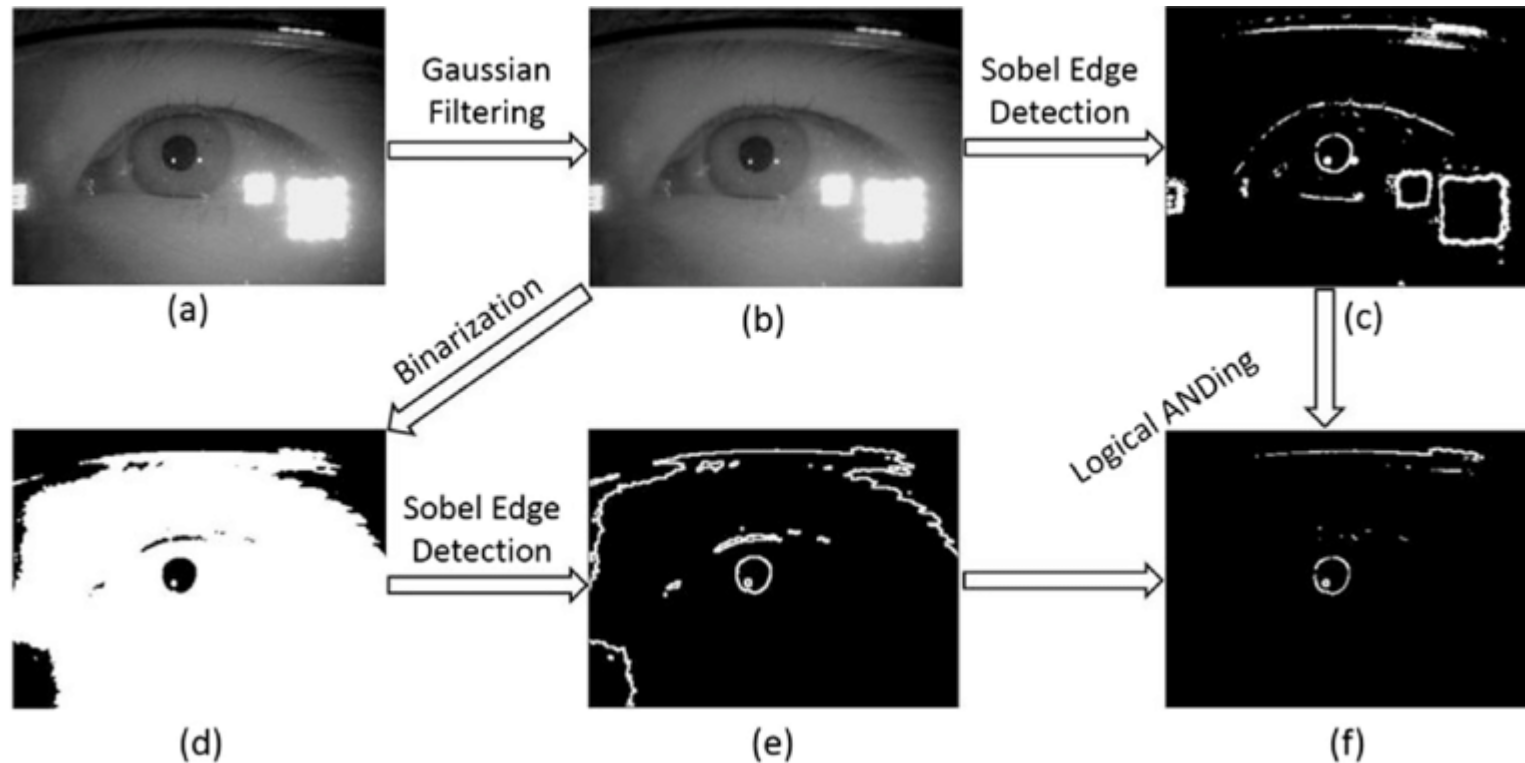 Gaussian
Filtering
Sobel Edge
Detection
(a)
(b)
(c)
Binarization
Logical ANDing
Sobel Edge
Detection
(d)
(e)
(f)